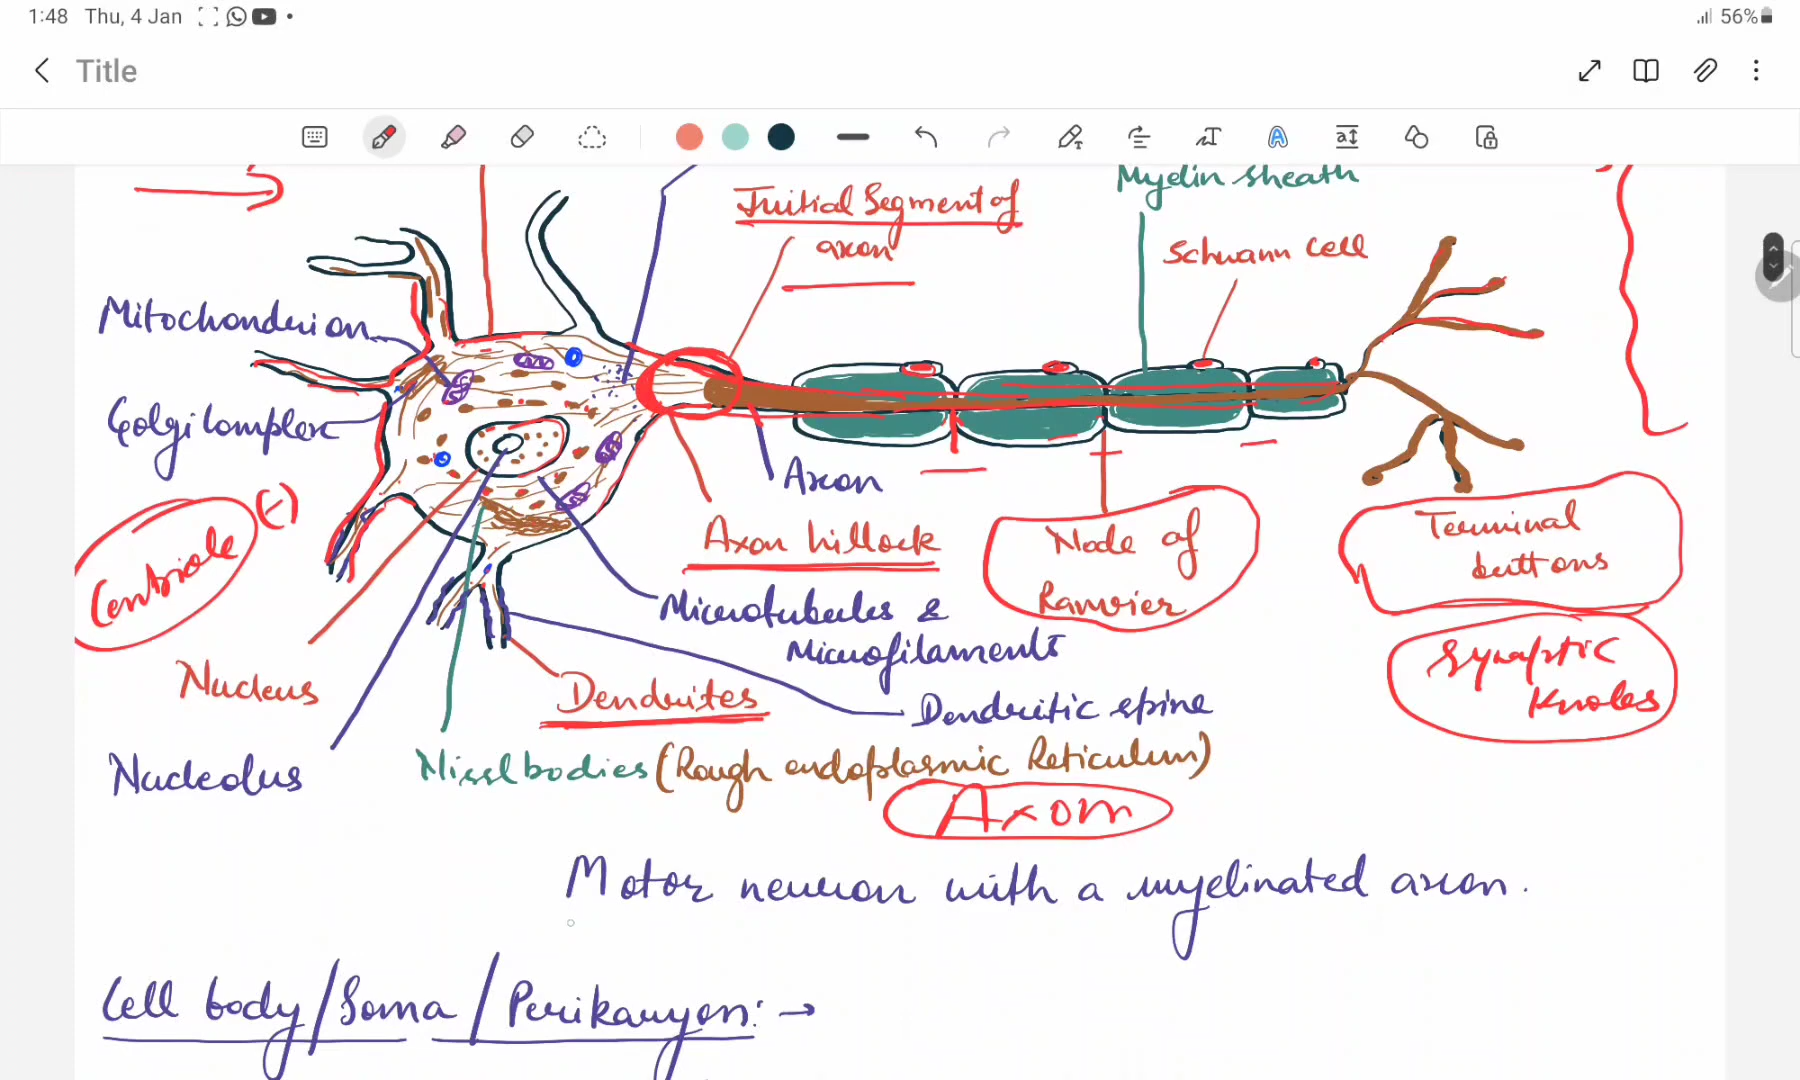 1:48 Thu, 4 Jan
56%
Title
Initial Segment of
axon
Myelin sheath
Schwann cell
Mitochondrion
Golgi Complex
Axon
Centriole (-)
Axon hillock
Node of
Ranvier
Terminal
buttons
Microtubules &
Microfilaments
Synaptic
Knobs
Nucleus
Dendrites
Dendritic spine
Nucleolus
Nissl bodies (Rough endoplasmic Reticulum)
Axom
Motor neuron with a myelinated axon.
Cell body/Soma/Perikaryon: →